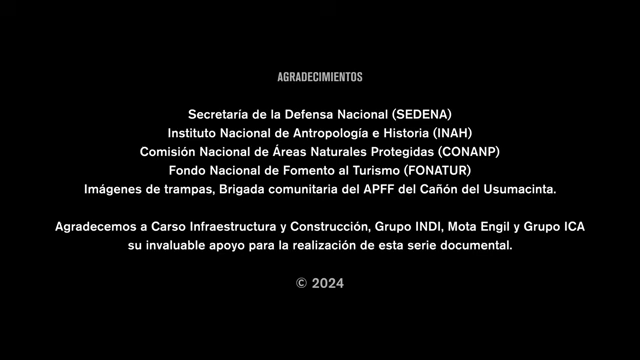 AGRADECIMIENTOS
Secretaría de la Defensa Nacional (SEDENA)
Instituto Nacional de Antropología e Historia (INAH)
Comisión Nacional de Áreas Naturales Protegidas (CONANP)
Fondo Nacional de Fomento al Turismo (FONATUR)
Imágenes de trampas, Brigada comunitaria del APFF del Cañón del Usumacinta.
Agradecemos a Carso Infraestructura y Construcción, Grupo INDI, Mota Engil y Grupo ICA
su invaluable apoyo para la realización de esta serie documental.
© 2024